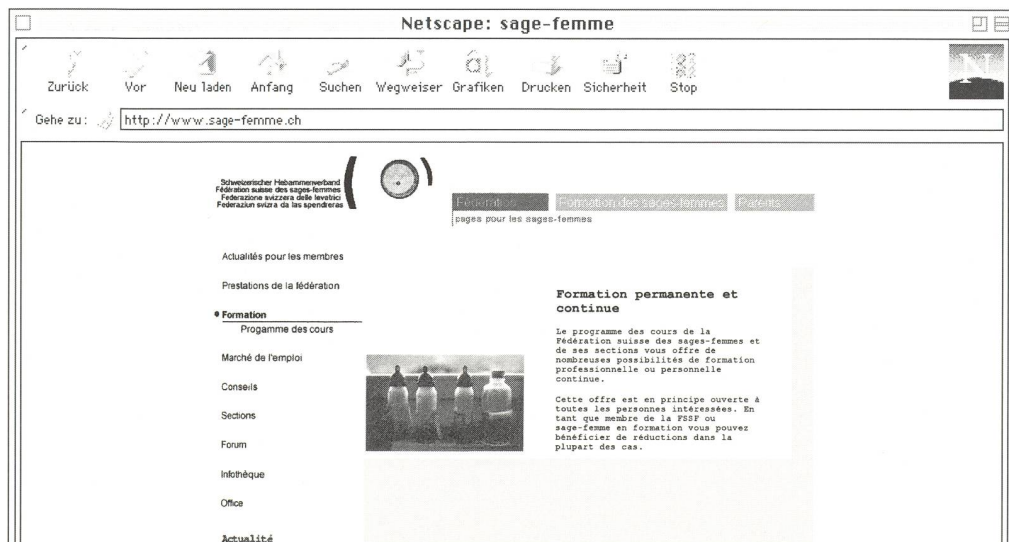 Netscape: sage-femme
Zurück Vor Neu laden Anfang Suchen Wegweiser Grafiken Drucken Sicherheit Stop
N
Gehe zu: http://www.sage-femme.ch
Schweizerischer Hebammenverband
Fédération suisse des sages-femmes
Federazione svizzera delle levatrici
Federaziun svizra da las spendreras
Fédération Formation des sages-femmes Parents
pages pour les sages-femmes
Actualités pour les membres
Prestations de la fédération
Formation
Progamme des cours
Marché de l'emploi
Conseils
Sections
Forum
Infothèque
Office
Actualité
Formation permanente et
continue
Le programme des cours de la
Fédération suisse des sages-femmes et
de ses sections vous offre de
nombreuses possibilités de formation
professionnelle ou personnelle
continue.
Cette offre est en principe ouverte à
toutes les personnes intéressées. En
tant que membre de la FSSF ou
sage-femme en formation vous pouvez
bénéficier de réductions dans la
plupart des cas.